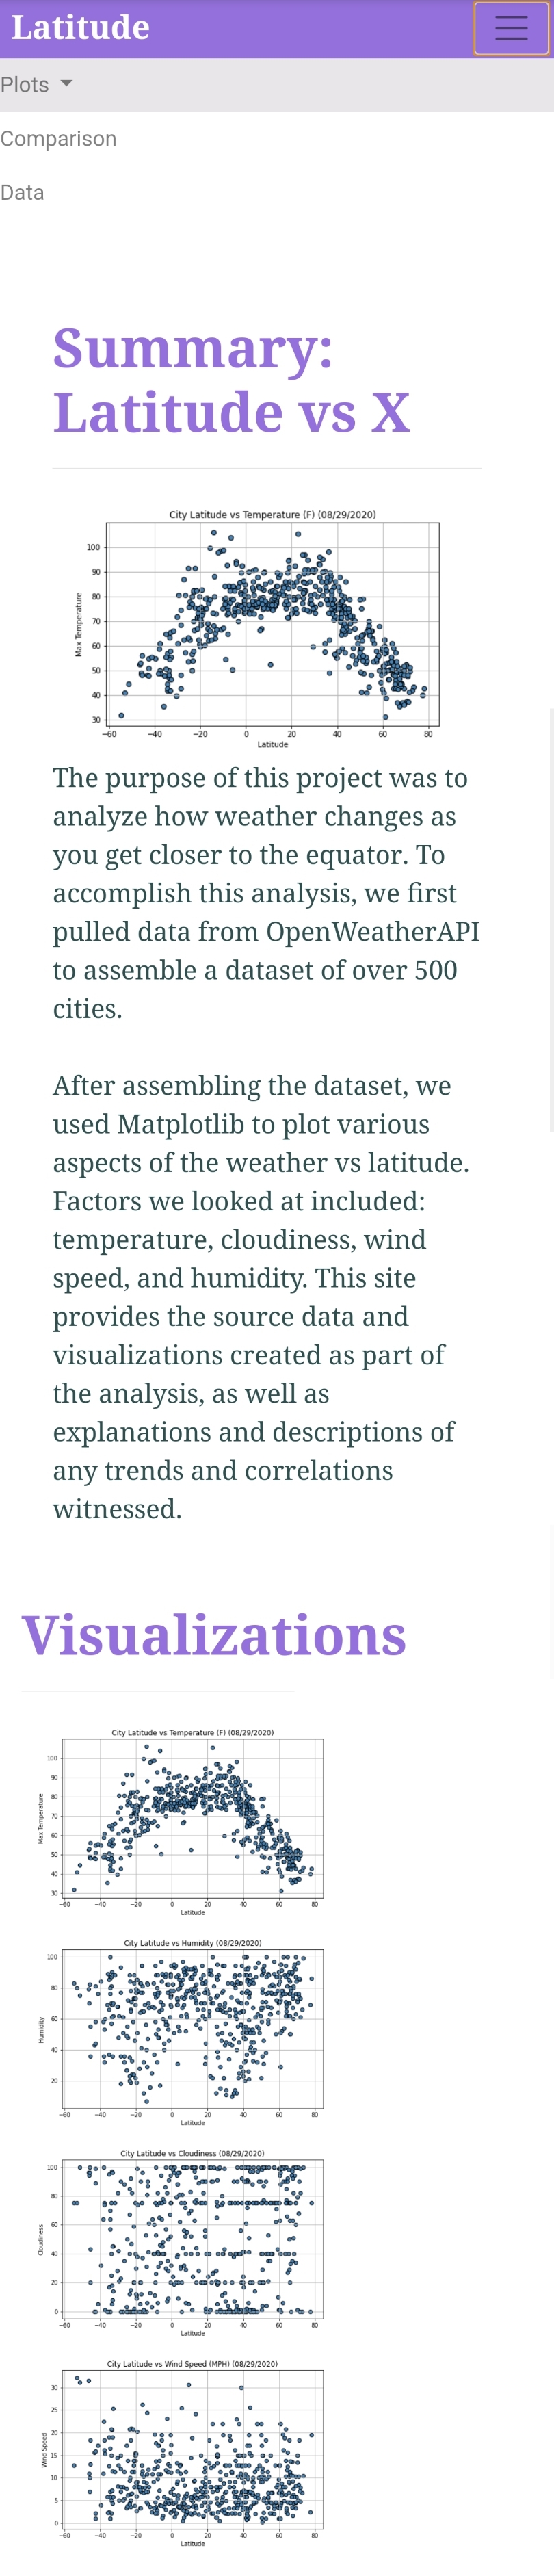 Latitude
Plots
Comparison
Data
Summary:
Latitude vs X
City Latitude vs Temperature (F) (08/29/2020)
Max Temperature
100
90
80
70
60
50
40
30
−60 −40 −20 0 20 40 60 80
Latitude
The purpose of this project was to
analyze how weather changes as
you get closer to the equator. To
accomplish this analysis, we first
pulled data from OpenWeatherAPI
to assemble a dataset of over 500
cities.
After assembling the dataset, we
used Matplotlib to plot various
aspects of the weather vs latitude.
Factors we looked at included:
temperature, cloudiness, wind
speed, and humidity. This site
provides the source data and
visualizations created as part of
the analysis, as well as
explanations and descriptions of
any trends and correlations
witnessed.
Visualizations
City Latitude vs Temperature (F) (08/29/2020)
Max Temperature
100
90
80
70
60
50
40
30
−60 −40 −20 0 20 40 60 80
Latitude
City Latitude vs Humidity (08/29/2020)
Humidity
100
80
60
40
20
−60 −40 −20 0 20 40 60 80
Latitude
City Latitude vs Cloudiness (08/29/2020)
Cloudiness
100
80
60
40
20
0
−60 −40 −20 0 20 40 60 80
Latitude
City Latitude vs Wind Speed (MPH) (08/29/2020)
Wind Speed
30
25
20
15
10
5
0
−60 −40 −20 0 20 40 60 80
Latitude